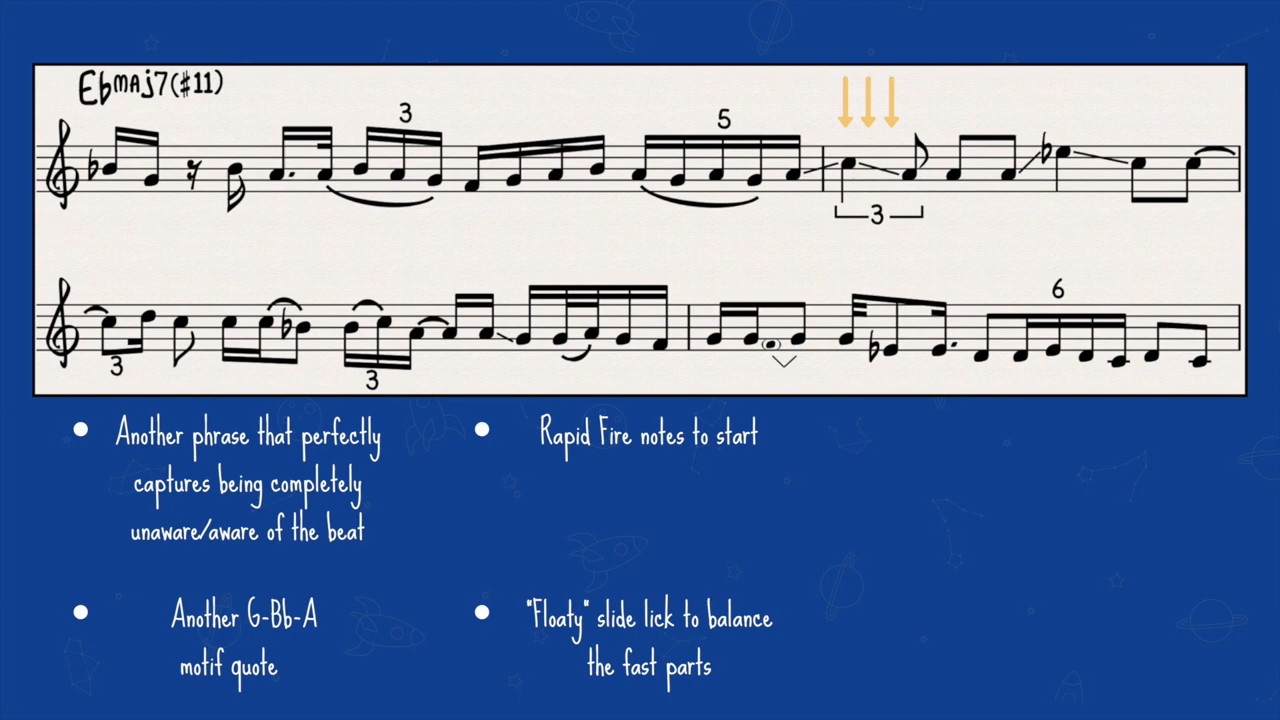 Ebmaj7(#11)
3
5
3
6
3
3
Another phrase that perfectly
captures being completely
unaware/aware of the beat
Another G-Bb-A
motif quote
Rapid Fire notes to start
"Floaty" slide lick to balance
the fast parts